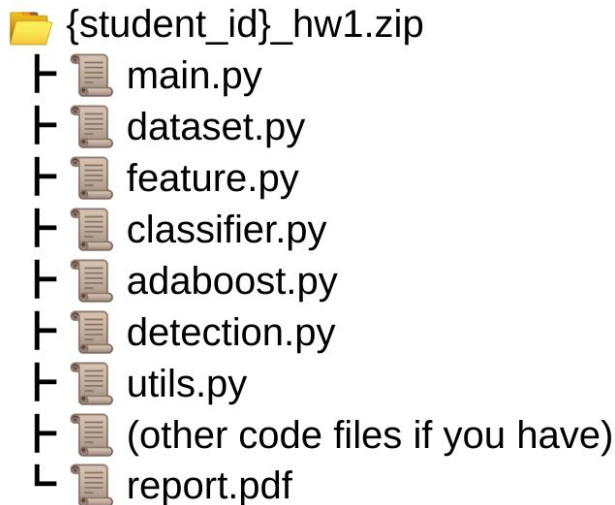 {student_id}_hw1.zip
main.py
dataset.py
feature.py
classifier.py
adaboost.py
detection.py
utils.py
(other code files if you have)
report.pdf